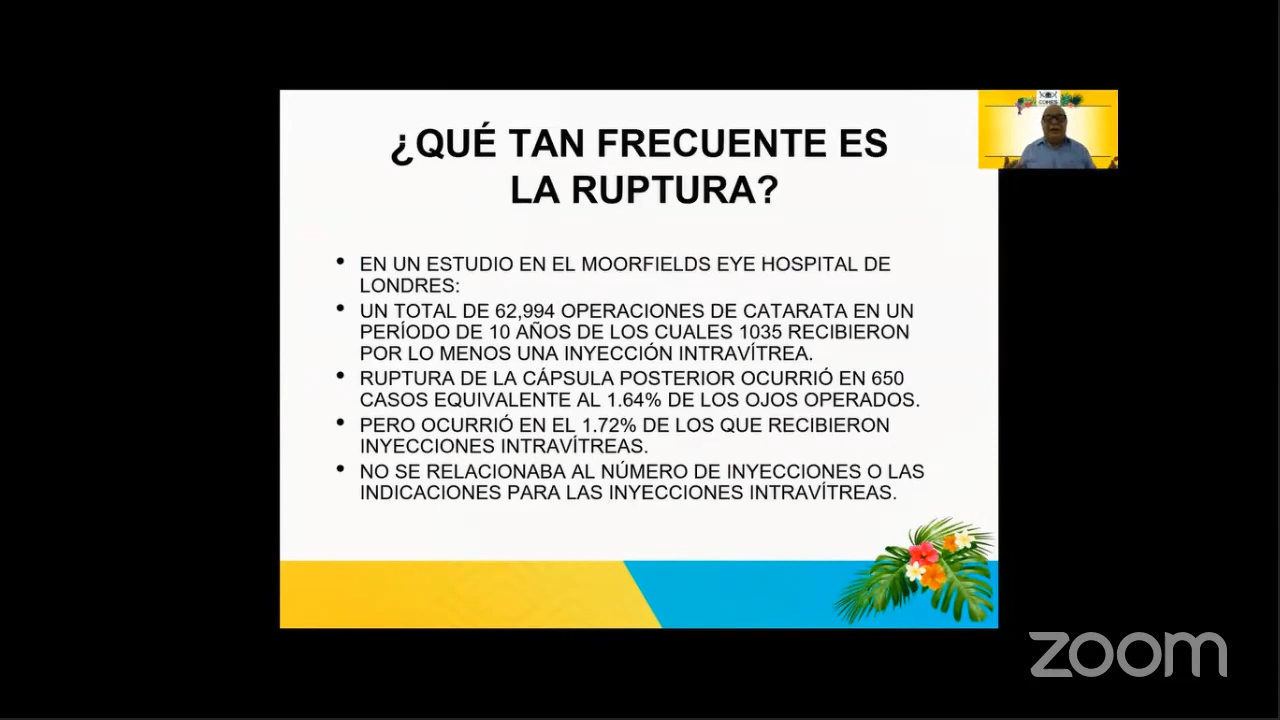 ¿QUÉ TAN FRECUENTE ES
LA RUPTURA?
• EN UN ESTUDIO EN EL MOORFIELDS EYE HOSPITAL DE
LONDRES:
• UN TOTAL DE 62,994 OPERACIONES DE CATARATA EN UN
PERÍODO DE 10 AÑOS DE LOS CUALES 1035 RECIBIERON
POR LO MENOS UNA INYECCIÓN INTRAVÍTREA.
• RUPTURA DE LA CÁPSULA POSTERIOR OCURRIÓ EN 650
CASOS EQUIVALENTE AL 1.64% DE LOS OJOS OPERADOS.
• PERO OCURRIÓ EN EL 1.72% DE LOS QUE RECIBIERON
INYECCIONES INTRAVÍTREAS.
• NO SE RELACIONABA AL NÚMERO DE INYECCIONES O LAS
INDICACIONES PARA LAS INYECCIONES INTRAVÍTREAS.
zoom